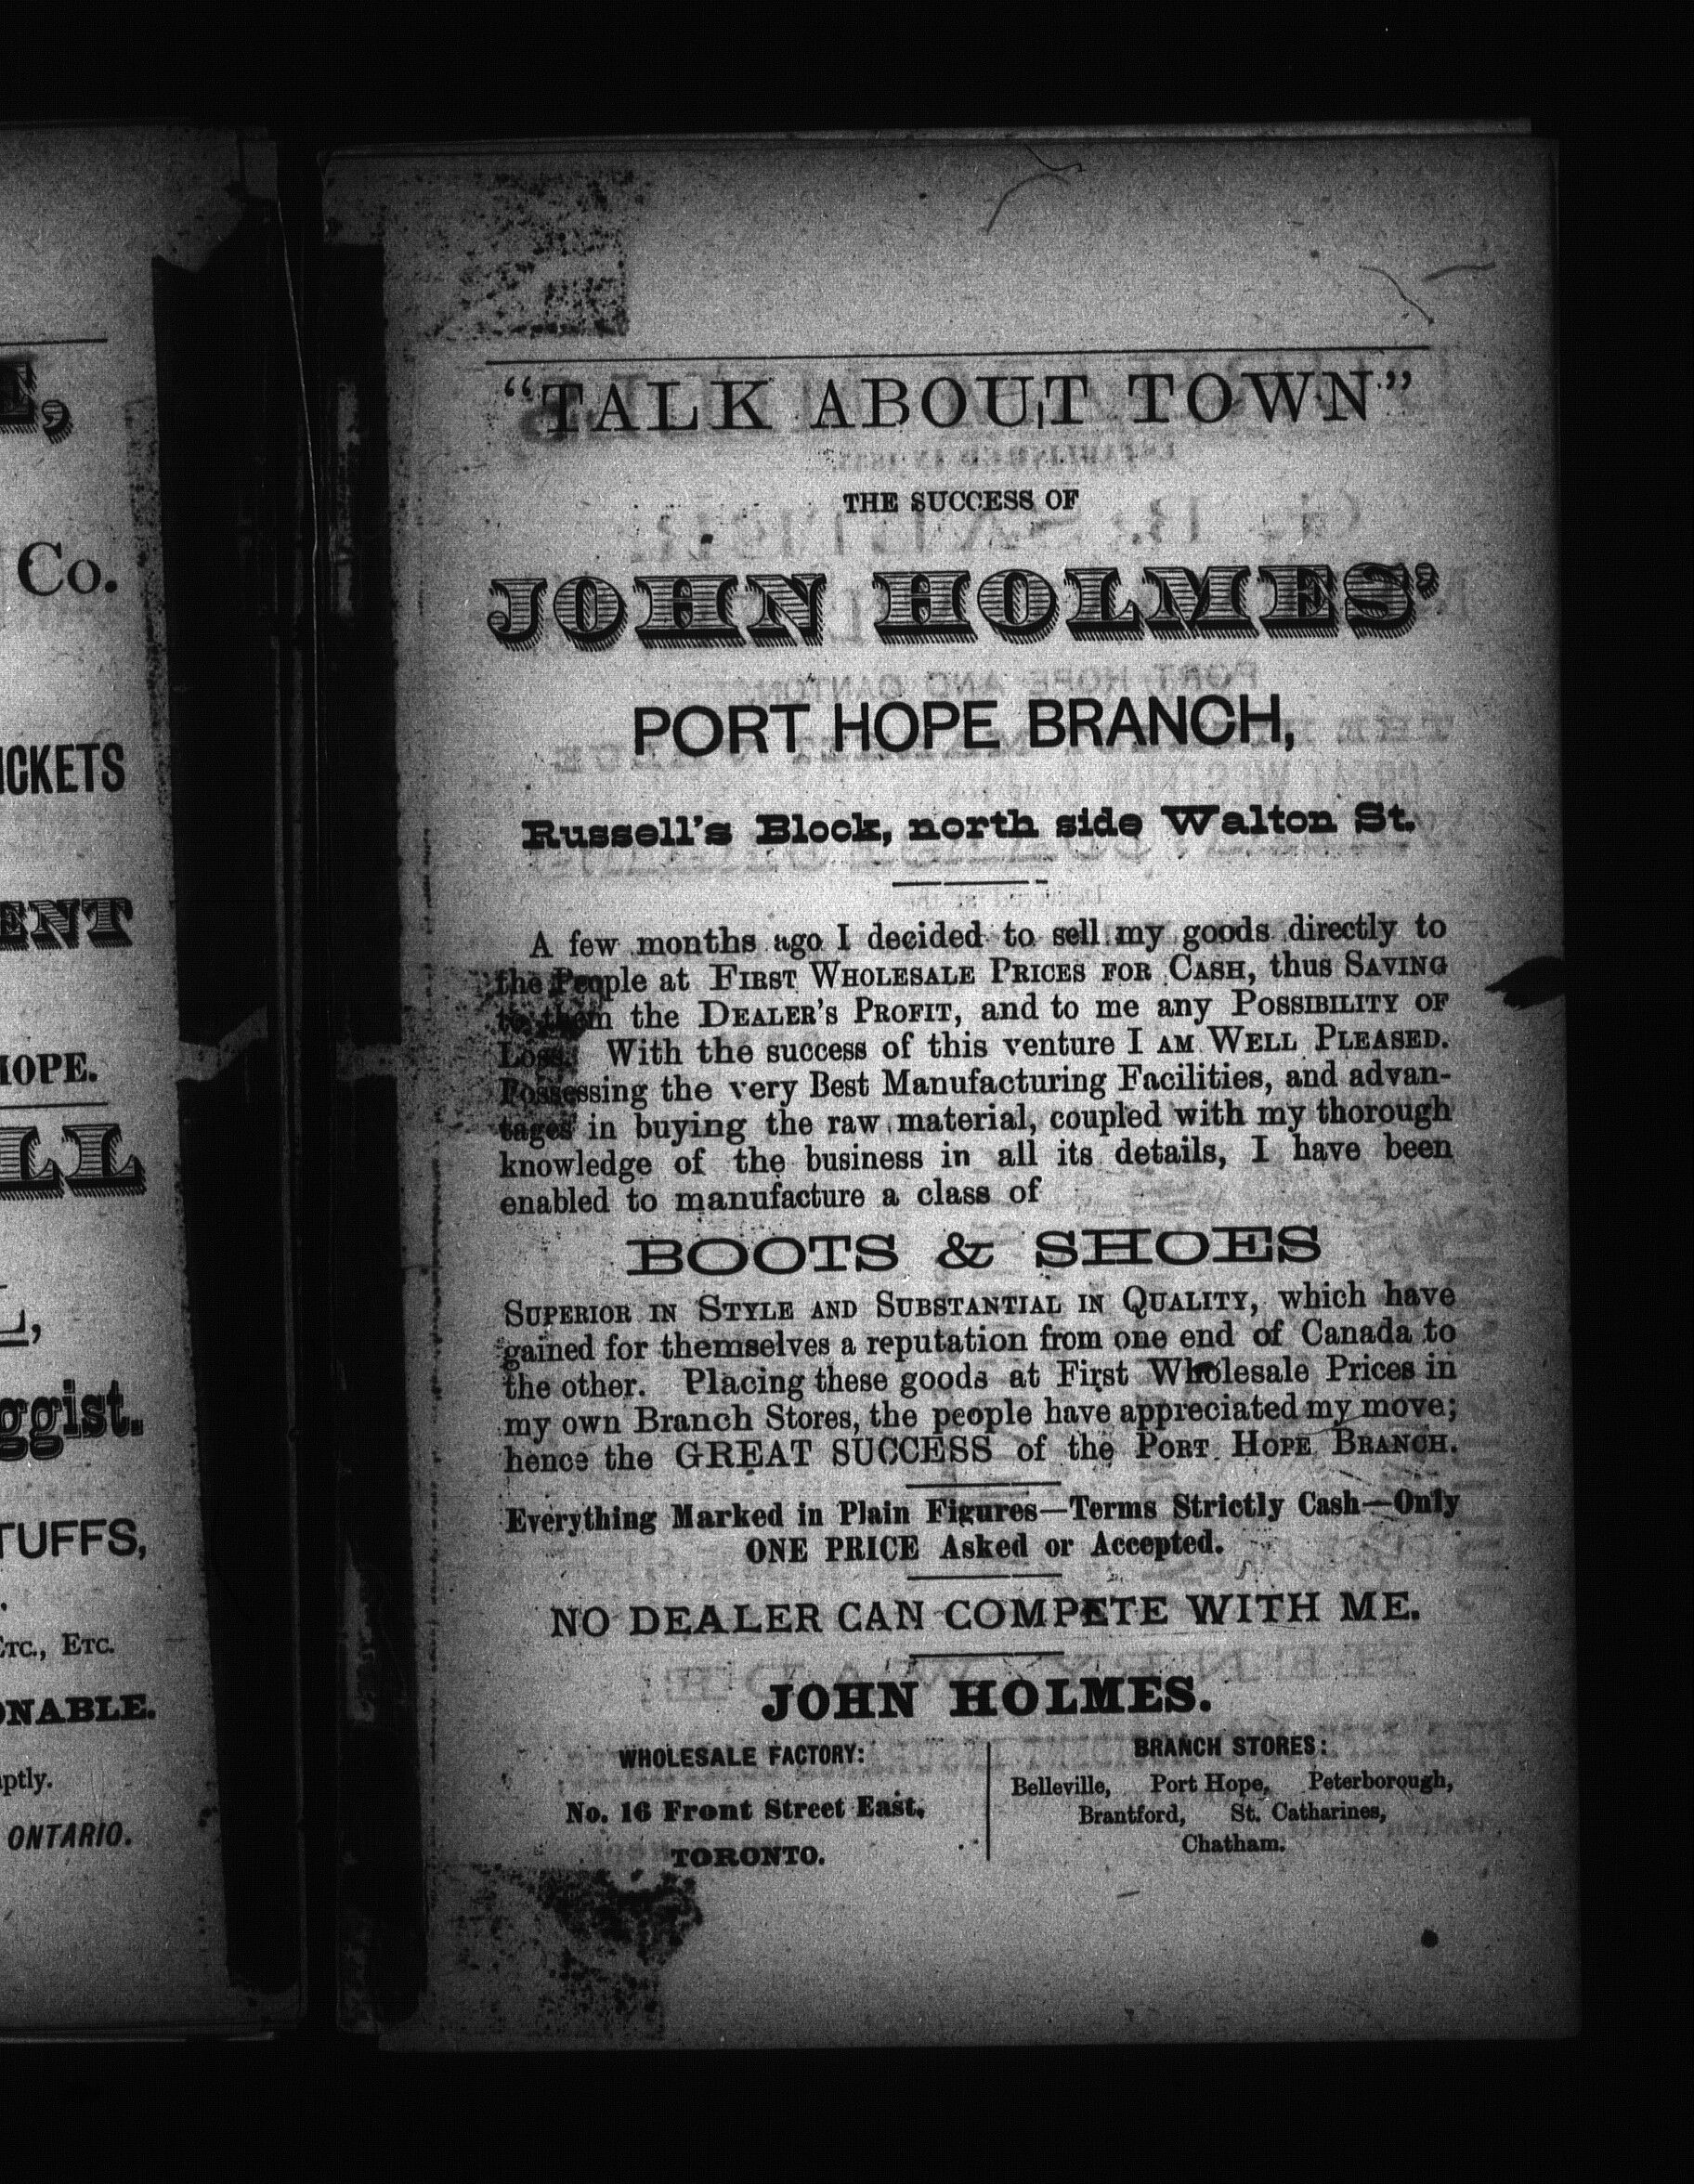 E,
Co.
ICKETS
ENT
HOPE.
LL
L,
ggist.
TUFFS,
ETC., ETC.
ONABLE.
ptly.
ONTARIO.
"TALK ABOUT TOWN"
THE SUCCESS OF
JOHN HOLMES'
PORT HOPE BRANCH,
Russell's Block, north side Walton St.
A few months ago I decided to sell my goods directly to
the People at FIRST WHOLESALE PRICES FOR CASH, thus SAVING
to them the DEALER'S PROFIT, and to me any POSSIBILITY OF
LOSS. With the success of this venture I AM WELL PLEASED.
Possessing the very Best Manufacturing Facilities, and advan-
tages in buying the raw material, coupled with my thorough
knowledge of the business in all its details, I have been
enabled to manufacture a class of
BOOTS & SHOES
SUPERIOR IN STYLE AND SUBSTANTIAL IN QUALITY, which have
gained for themselves a reputation from one end of Canada to
the other. Placing these goods at First Wholesale Prices in
my own Branch Stores, the people have appreciated my move;
hence the GREAT SUCCESS of the PORT HOPE BRANCH.
Everything Marked in Plain Figures—Terms Strictly Cash—Only
ONE PRICE Asked or Accepted.
NO DEALER CAN COMPETE WITH ME.
JOHN HOLMES.
WHOLESALE FACTORY:
No. 16 Front Street East,
TORONTO.
BRANCH STORES:
Belleville, Port Hope, Peterborough,
Brantford, St. Catharines,
Chatham.